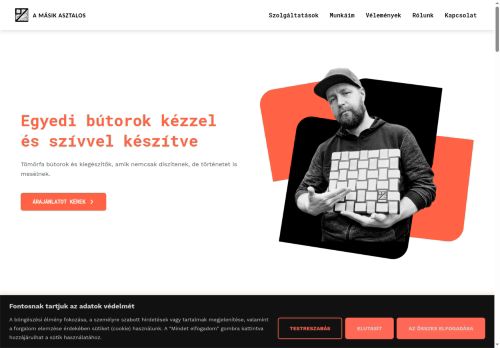 A MÁSIK ASZTALOS
Szolgáltatások Munkáim Vélemények Rólunk Kapcsolat
Egyedi bútorok kézzel
és szívvel készítve
Tömörfa bútorok és kiegészítők, amik nemcsak díszítenek, de történetet is
mesélnek.
ÁRAJÁNLATOT KÉREK
Fontosnak tartjuk az adatok védelmét
A böngészési élmény fokozása, a személyre szabott hirdetések vagy tartalmak megjelenítése, valamint
a forgalom elemzése érdekében sütiket (cookie) használunk. A "Mindet elfogadom" gombra kattintva
hozzájárulhat a sütik használatához.
TESTRESZABÁS
ELUTASÍT
AZ ÖSSZES ELFOGADÁSA